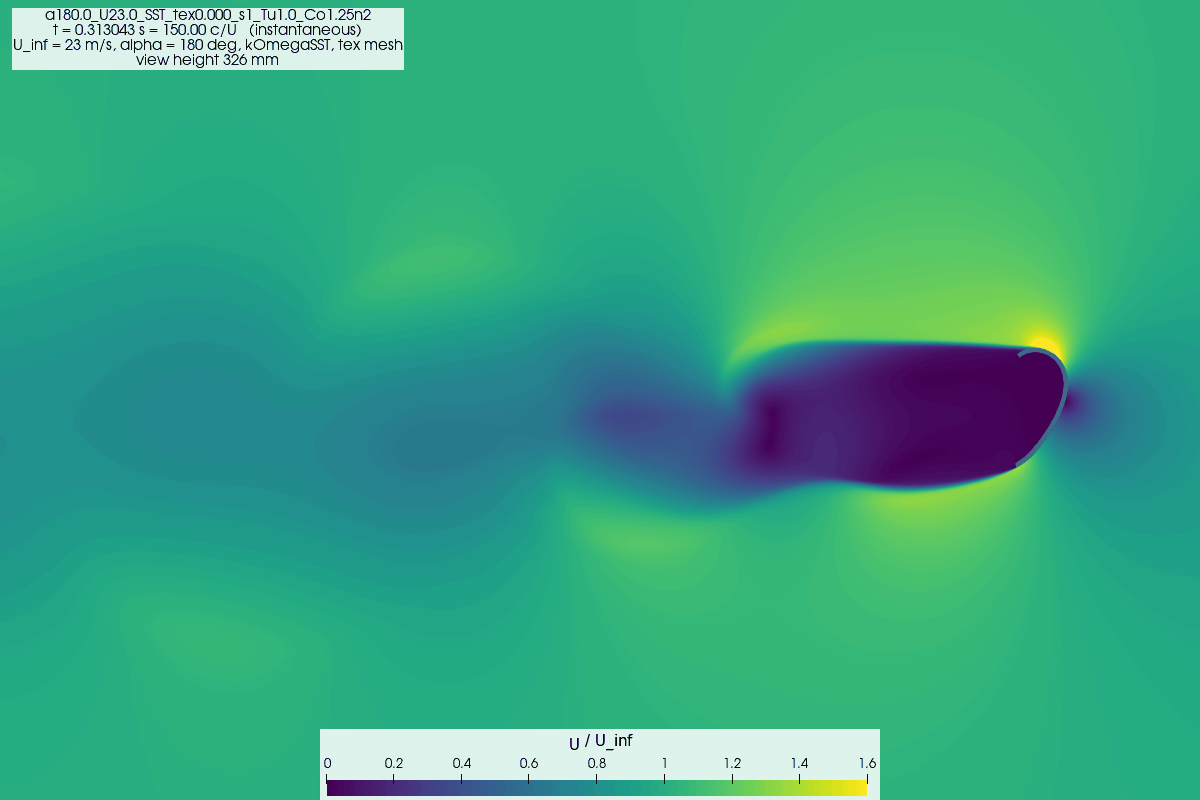 a180.0_U23.0_SST_tex0.000_s1_Tu1.0_Co1.25n2
t = 0.313043 s = 150.00 c/U (instantaneous)
U_inf = 23 m/s, alpha = 180 deg, kOmegaSST, tex mesh
view height 326 mm
U / U_inf
0 0.2 0.4 0.6 0.8 1 1.2 1.4 1.6